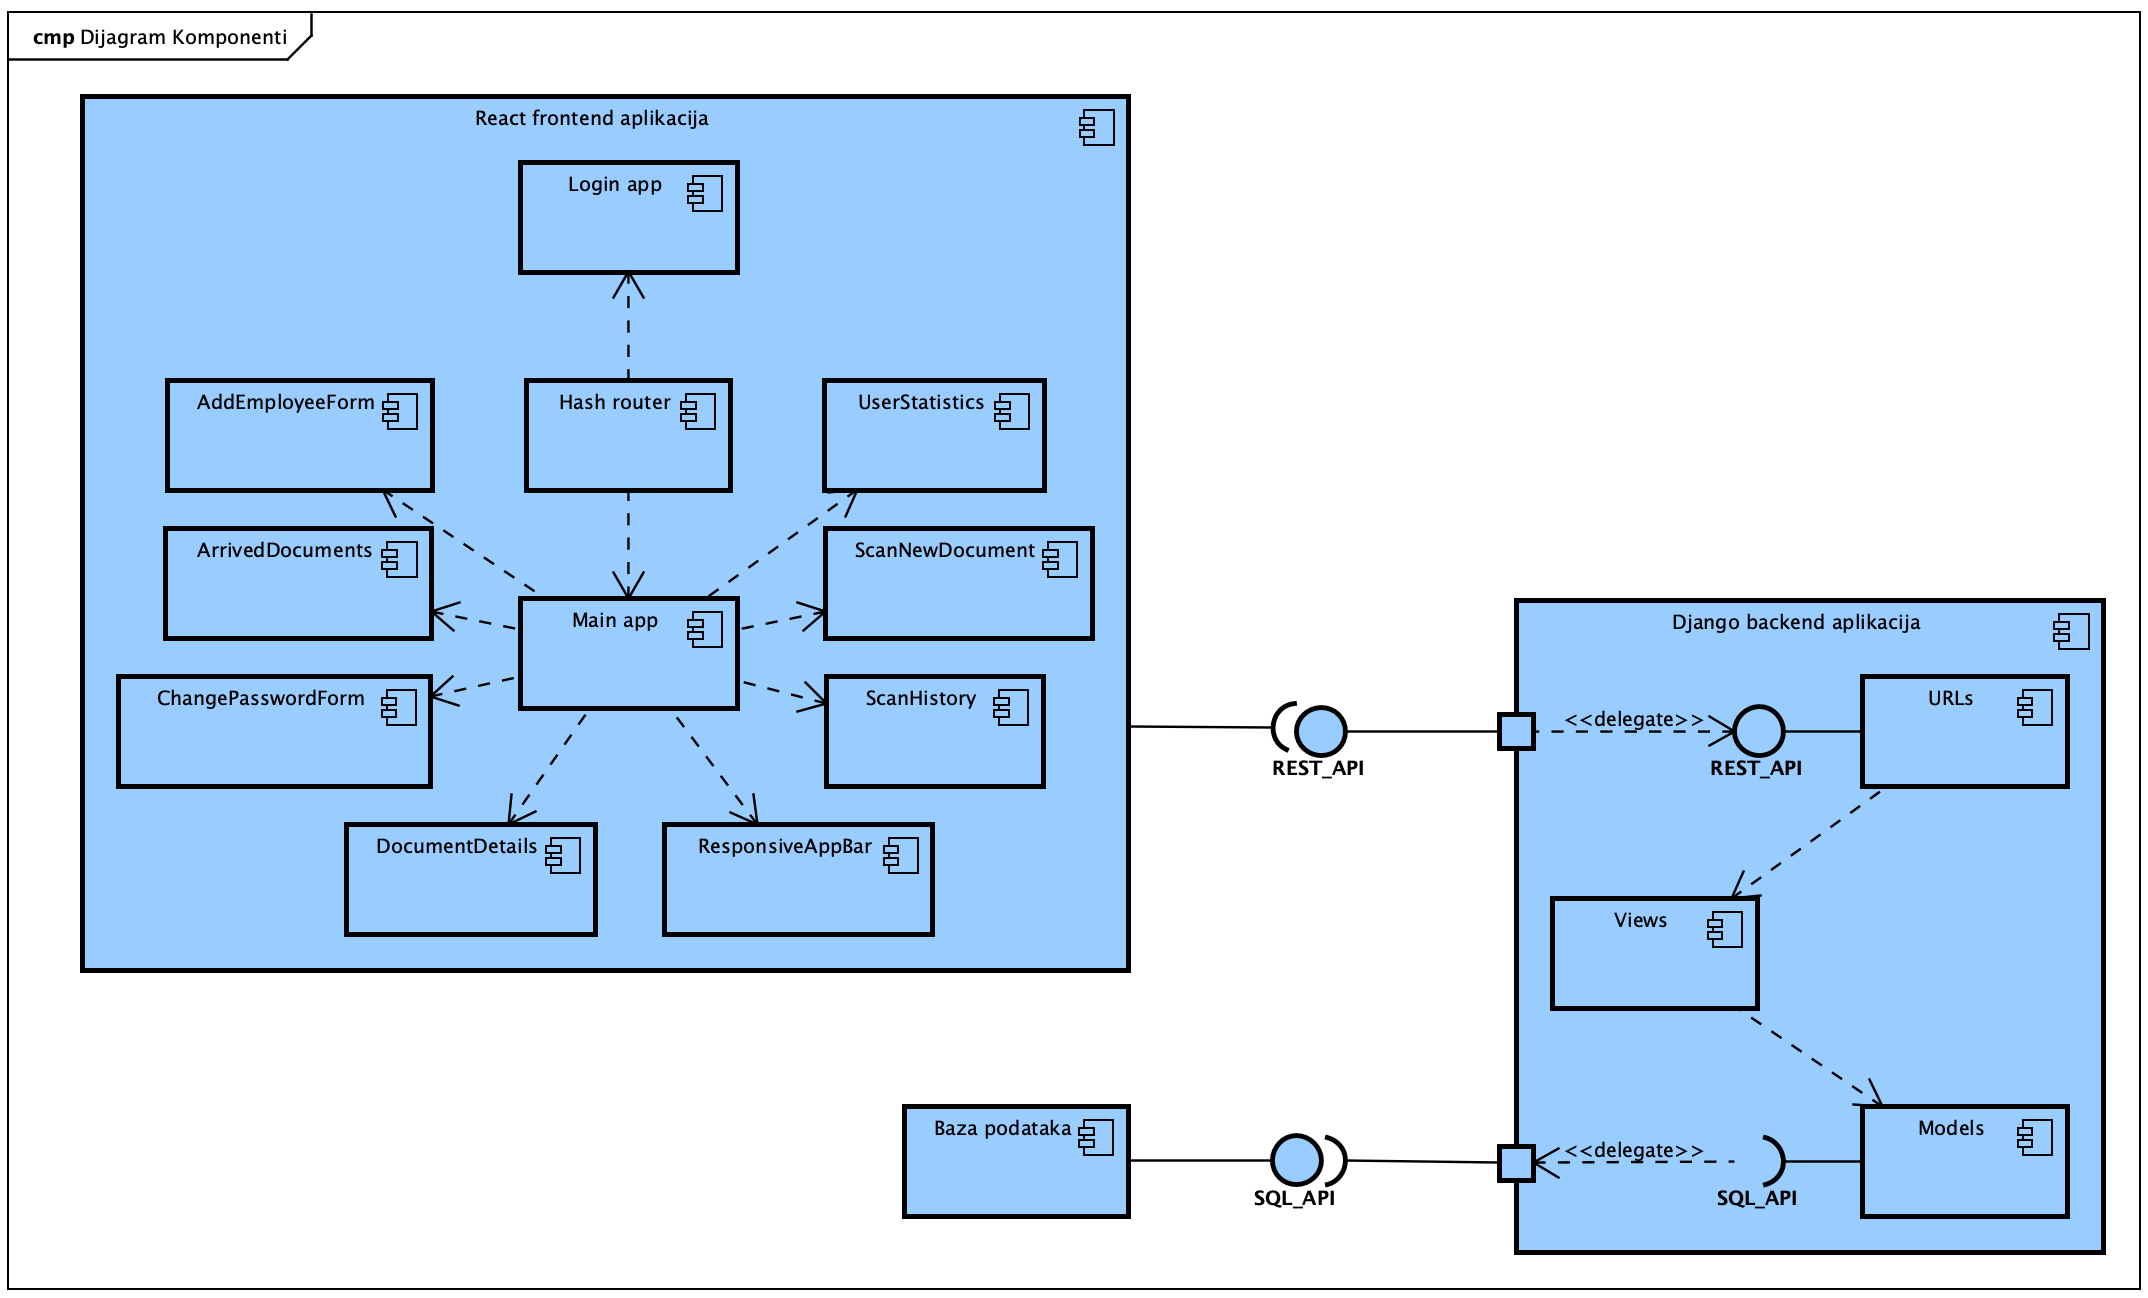 cmp Dijagram Komponenti
React frontend aplikacija
Login app
AddEmployeeForm
Hash router
UserStatistics
ArrivedDocuments
ScanNewDocument
Main app
ChangePasswordForm
ScanHistory
DocumentDetails
ResponsiveAppBar
REST_API
Django backend aplikacija
<<delegate>>
REST_API
URLs
Views
Models
<<delegate>>
SQL_API
Baza podataka
SQL_API